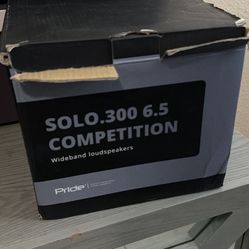 SOLO.300 6.5
COMPETITION
Wideband loudspeakers
Pride